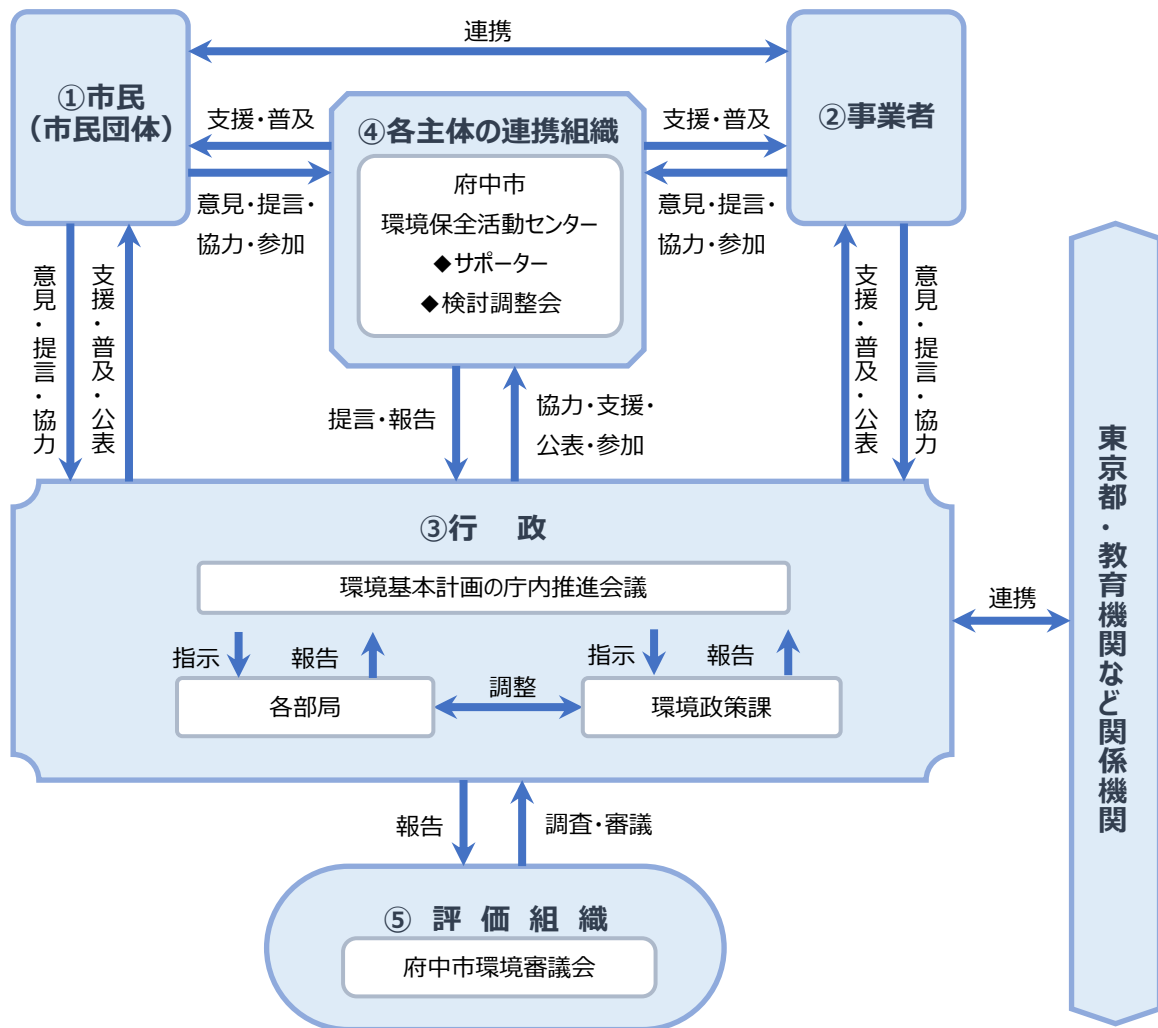 連携
①市民
（市民団体）
②事業者
支援・普及
④各主体の連携組織
支援・普及
意見・提言・
協力・参加
府中市
環境保全活動センター
◆サポーター
◆検討調整会
意見・提言・
協力・参加
意見・提言・協力
支援・普及・公表
提言・報告
協力・支援・
公表・参加
支援・普及・公表
意見・提言・協力
③行　政
環境基本計画の庁内推進会議
指示
報告
指示
報告
各部局
調整
環境政策課
連携
東京都・教育機関など関係機関
報告
調査・審議
⑤ 評 価 組 織
府中市環境審議会